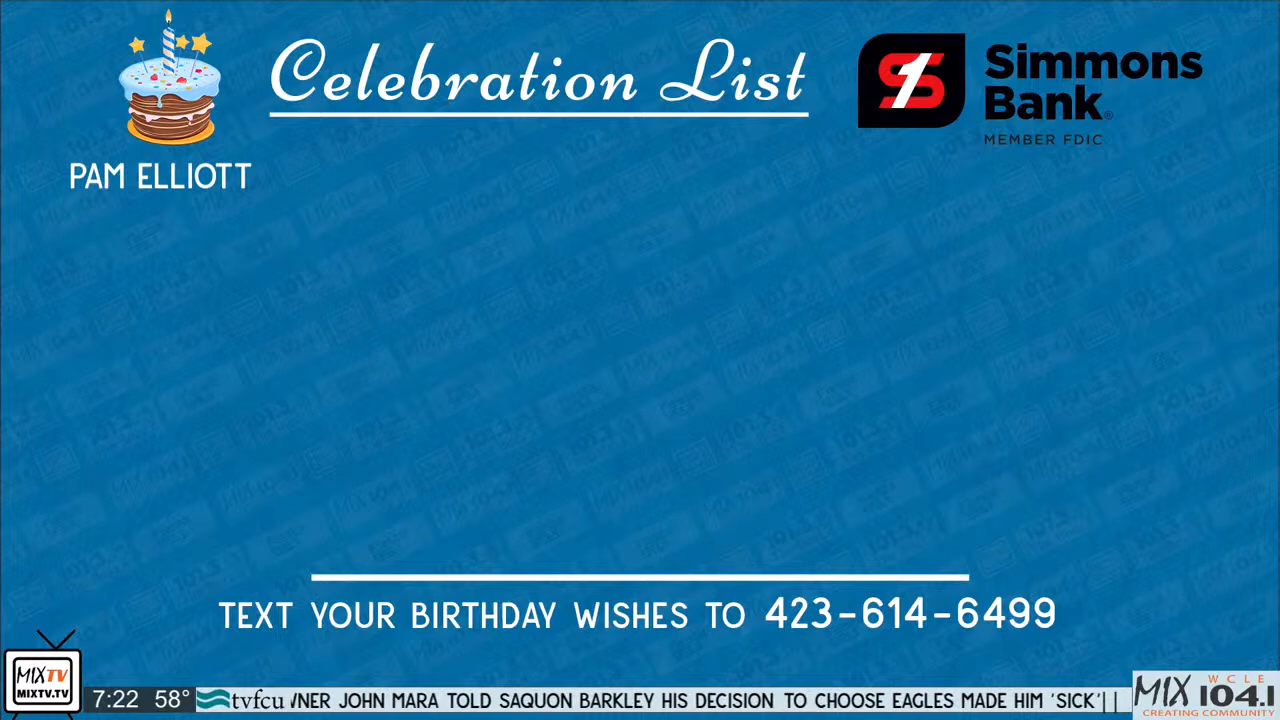 Celebration List
Simmons
Bank®
MEMBER FDIC
PAM ELLIOTT
TEXT YOUR BIRTHDAY WISHES TO 423-614-6499
MIXTV
MIXTV.TV
7:22 58° tvfcu JOHN MARA TOLD SAQUON BARKLEY HIS DECISION TO CHOOSE EAGLES MADE HIM 'SICK'||
WCLE
MIX 104.1
CREATING COMMUNITY